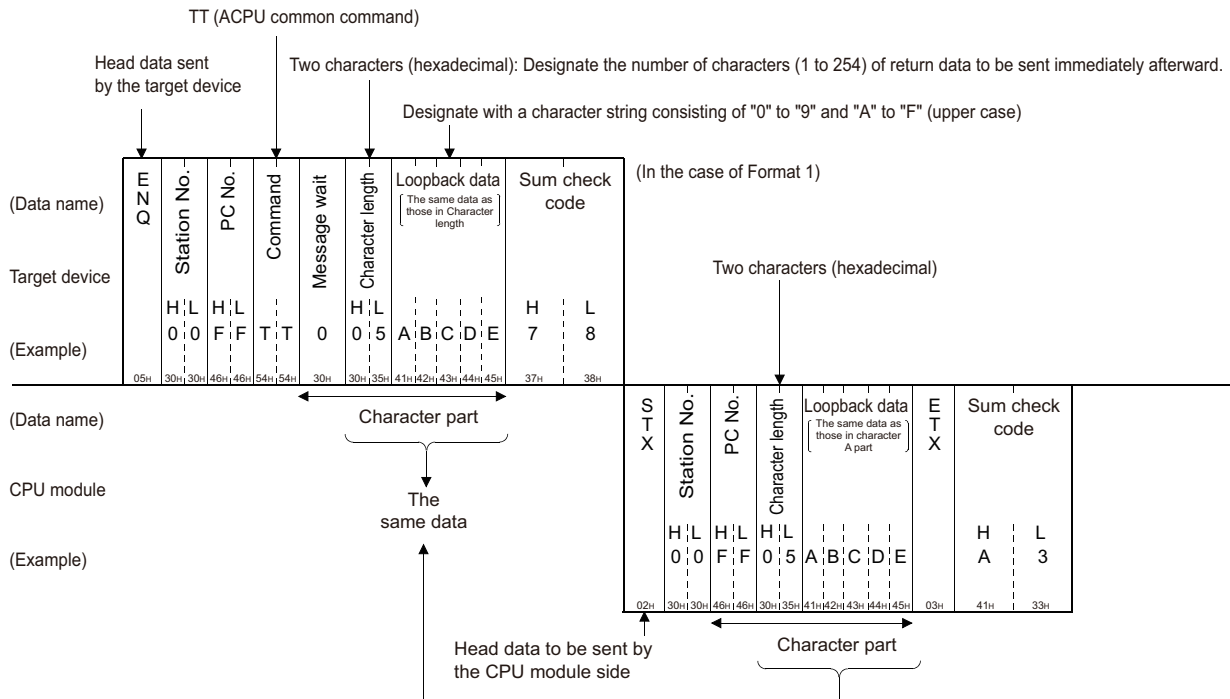 TT (ACPU common command)
Head data sent
by the target device
Two characters (hexadecimal): Designate the number of characters (1 to 254) of return data to be sent immediately afterward.
Designate with a character string consisting of "0" to "9" and "A" to "F" (upper case)
(In the case of Format 1)
(Data name)
ENQ
Station No.
PC No.
Command
Message wait
Character length
Loopback data
The same data as
those in Character
length
Sum check
code
Target device
H L H L H L H L
(Example)
0 0 F F T T 0 0 5 A B C D E 7 8
05H 30H 30H 46H 46H 54H 54H 30H 30H 35H 41H 42H 43H 44H 45H 37H 38H
Two characters (hexadecimal)
(Data name)
Character part
The
same data
STX
Station No.
PC No.
Character length
Loopback data
The same data as
those in character
A part
ETX
Sum check
code
CPU module
H L H L H L H L
(Example)
0 0 F F 0 5 A B C D E A 3
02H 30H 30H 46H 46H 30H 35H 41H 42H 43H 44H 45H 03H 41H 33H
Head data to be sent by
the CPU module side
Character part